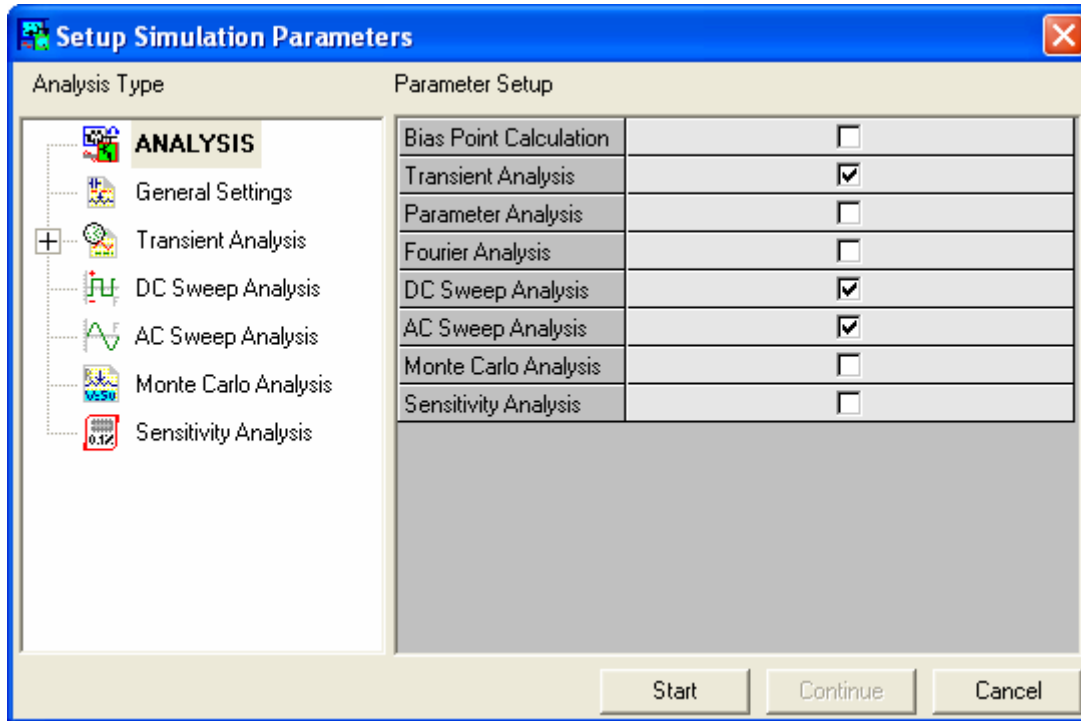 Setup Simulation Parameters
Analysis Type
Parameter Setup
ANALYSIS
General Settings
Transient Analysis
DC Sweep Analysis
AC Sweep Analysis
Monte Carlo Analysis
Sensitivity Analysis
Bias Point Calculation
Transient Analysis
Parameter Analysis
Fourier Analysis
DC Sweep Analysis
AC Sweep Analysis
Monte Carlo Analysis
Sensitivity Analysis
Start
Continue
Cancel